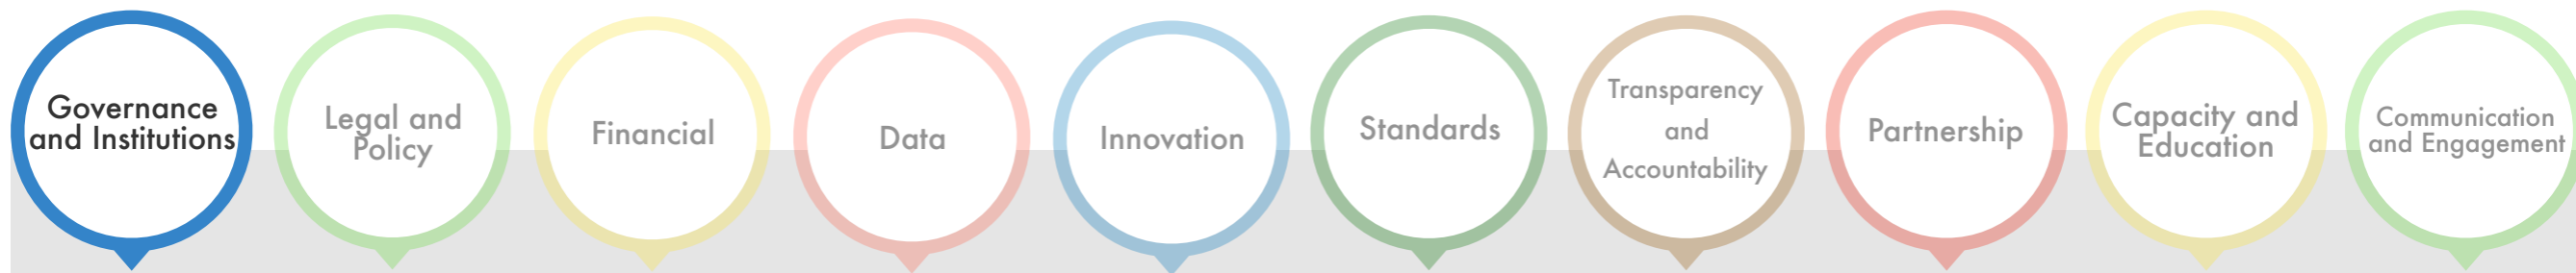 Governance
and Institutions
Legal and
Policy
Financial
Data
Innovation
Standards
Transparency
and
Accountability
Partnership
Capacity and
Education
Communication
and Engagement